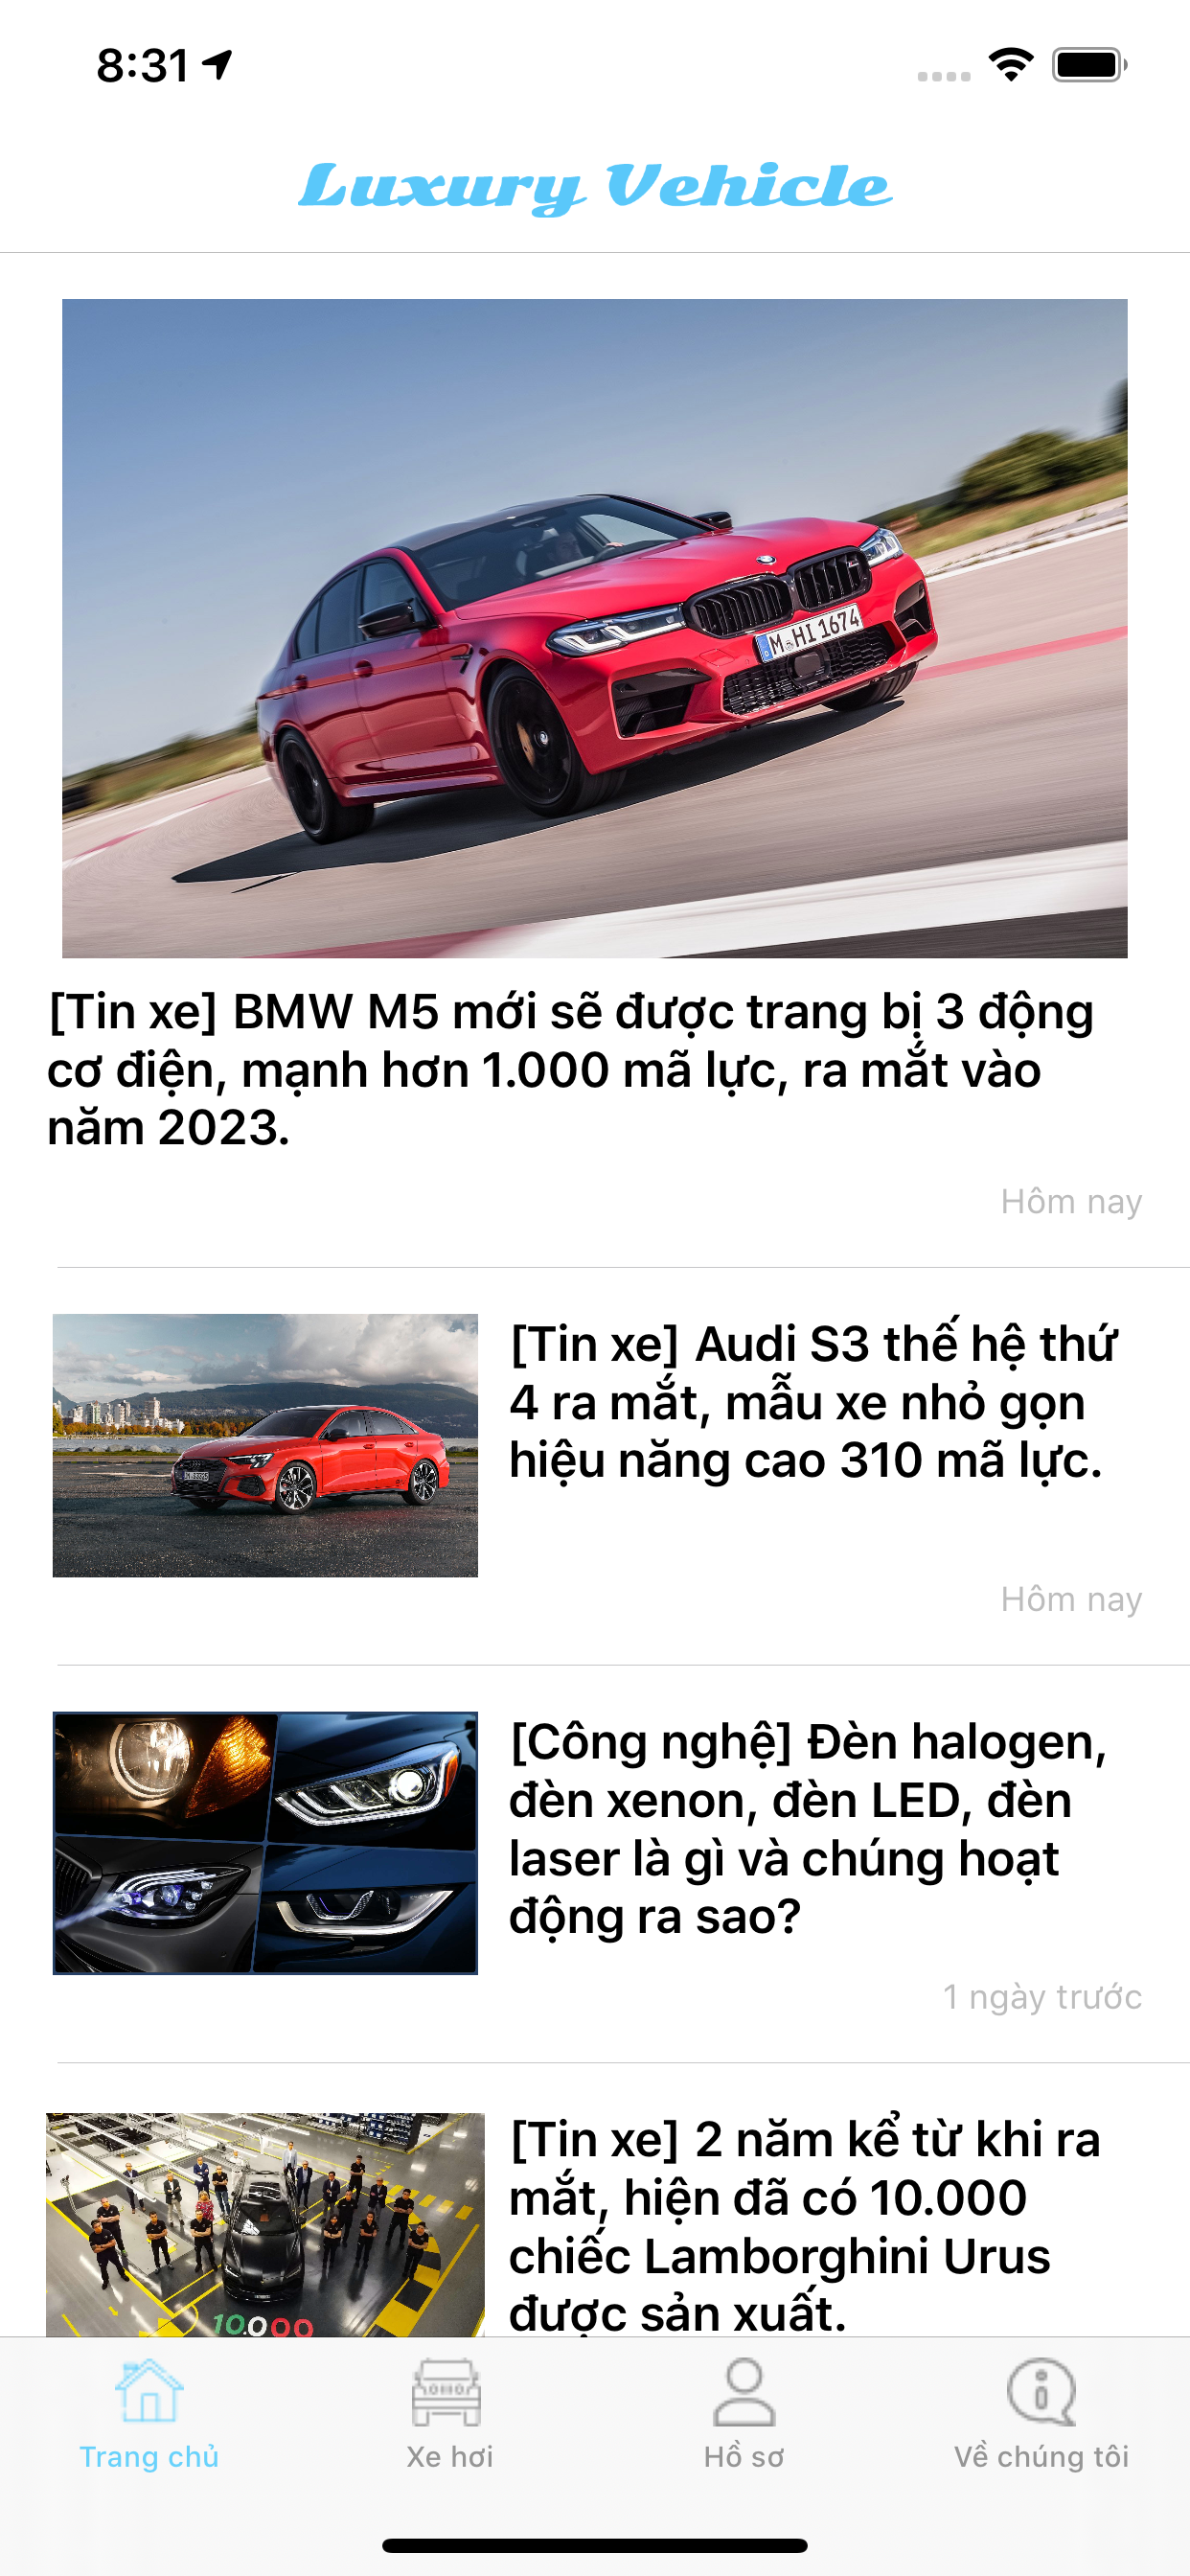 8:31
Luxury Vehicle
M HI 1674
[Tin xe] BMW M5 mới sẽ được trang bị 3 động
cơ điện, mạnh hơn 1.000 mã lực, ra mắt vào
năm 2023.
Hôm nay
[Tin xe] Audi S3 thế hệ thứ
4 ra mắt, mẫu xe nhỏ gọn
hiệu năng cao 310 mã lực.
Hôm nay
[Công nghệ] Đèn halogen,
đèn xenon, đèn LED, đèn
laser là gì và chúng hoạt
động ra sao?
1 ngày trước
[Tin xe] 2 năm kể từ khi ra
mắt, hiện đã có 10.000
chiếc Lamborghini Urus
được sản xuất.
10.000
Trang chủ
Xe hơi
Hồ sơ
Về chúng tôi